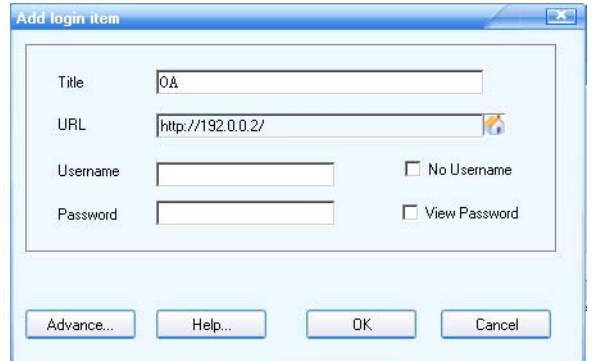 Add login item
Title OA
URL http://192.0.0.2/
Username No Username
Password View Password
Advance... Help... OK Cancel